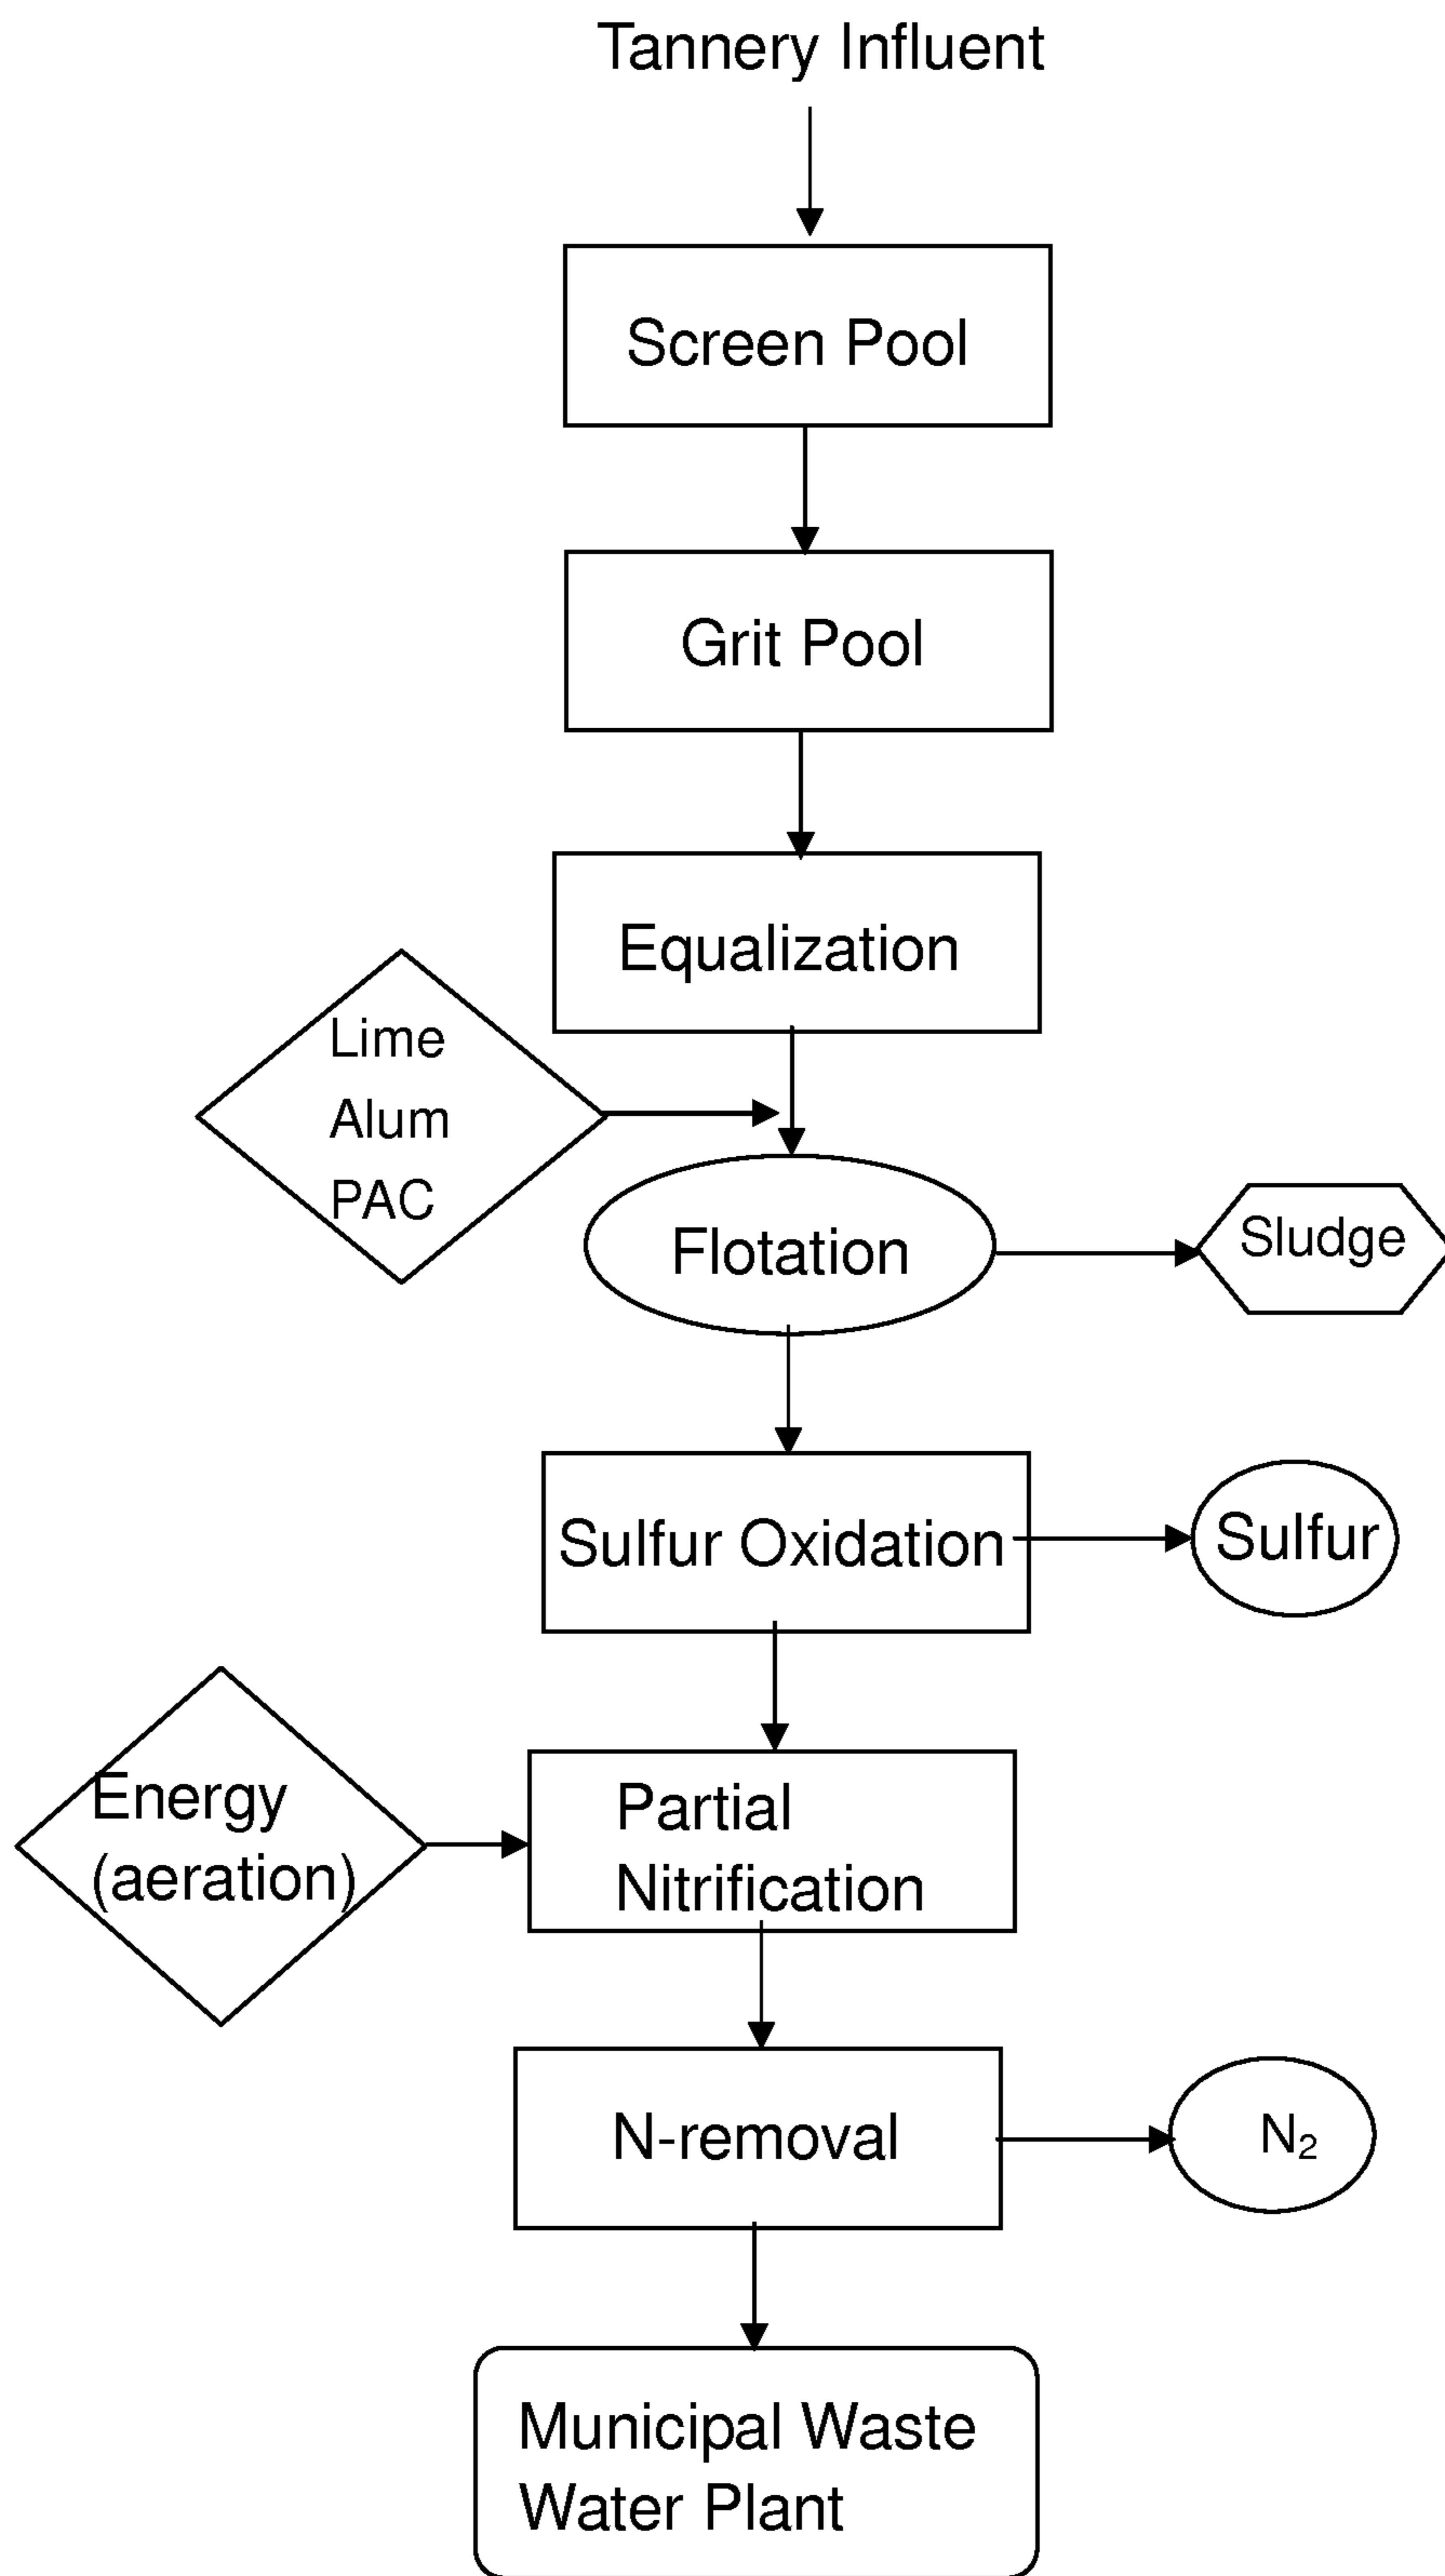 Tannery Influent
Screen Pool
Grit Pool
Equalization
Lime
Alum
PAC
Flotation
Sludge
Sulfur Oxidation
Sulfur
Energy
(aeration)
Partial
Nitrification
N-removal
N₂
Municipal Waste
Water Plant